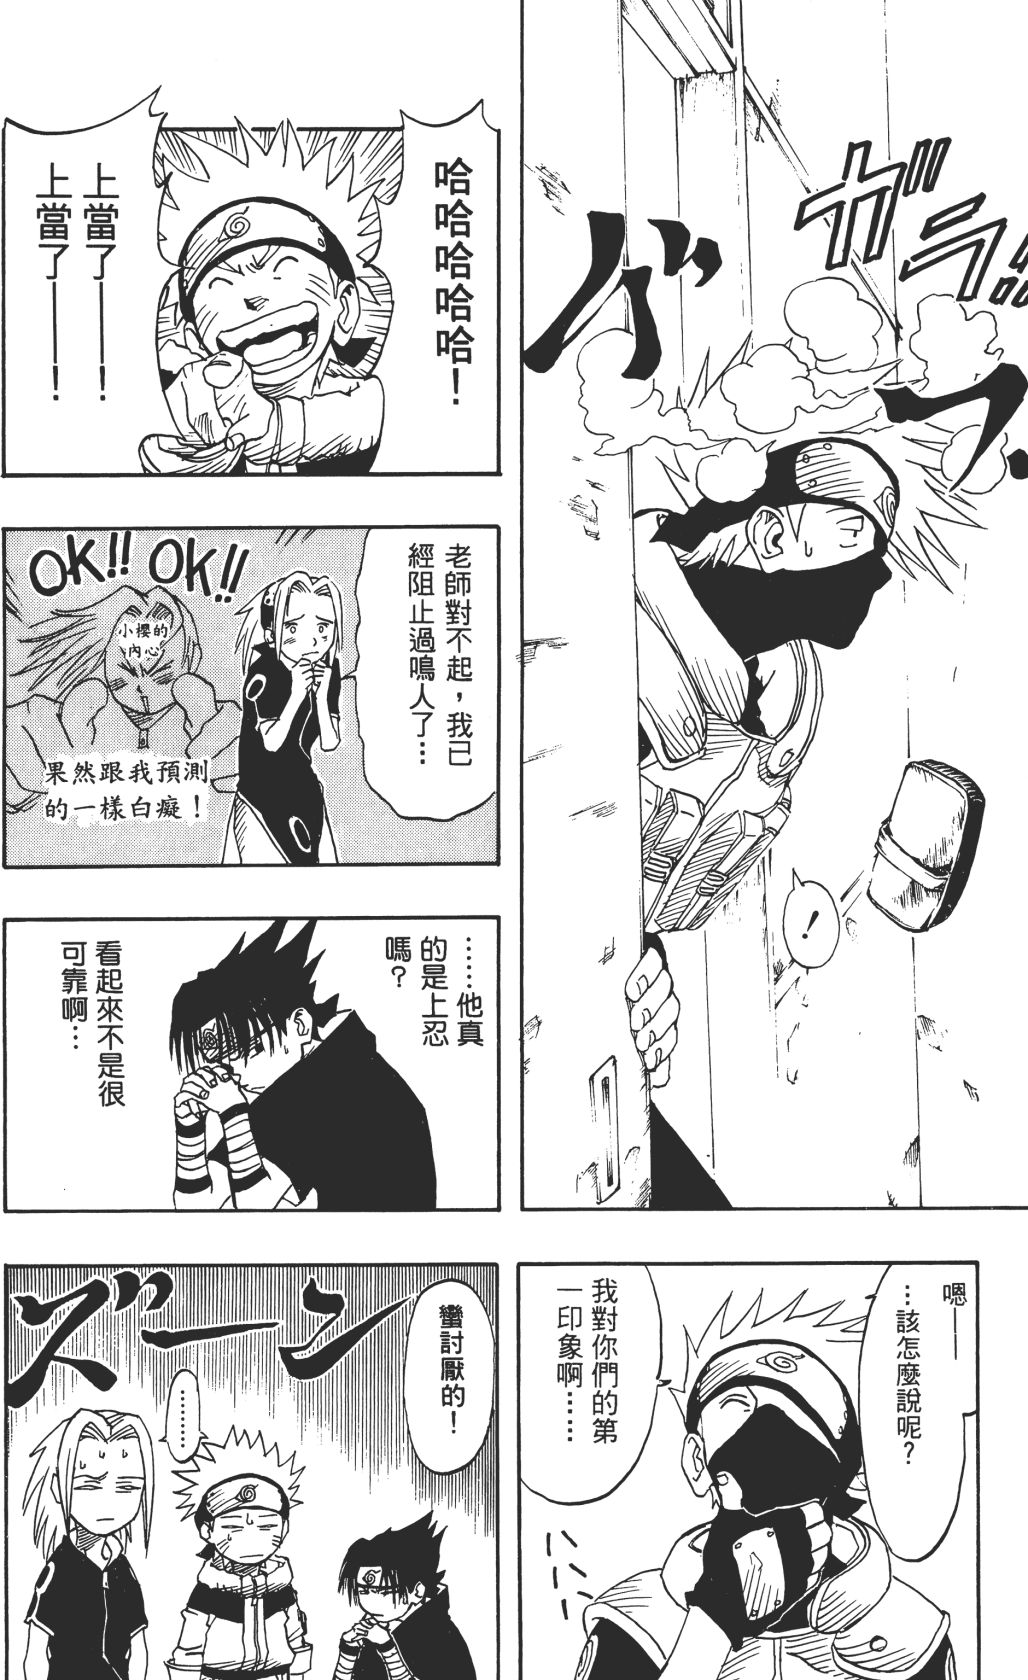 ガラ!!
バフ
!
哈哈哈哈哈!
上當了——!
上當了——!
老師對不起,我已
經阻止過鳴人了…
OK!! OK!!
小櫻的
內心
果然跟我預測
的一樣白癡!
……他真
的是上忍
嗎?
看起來不是很
可靠啊…
嗯——
…該怎麼說呢?
我對你們的第
一印象啊……
蠻討厭的!
………
ズーン